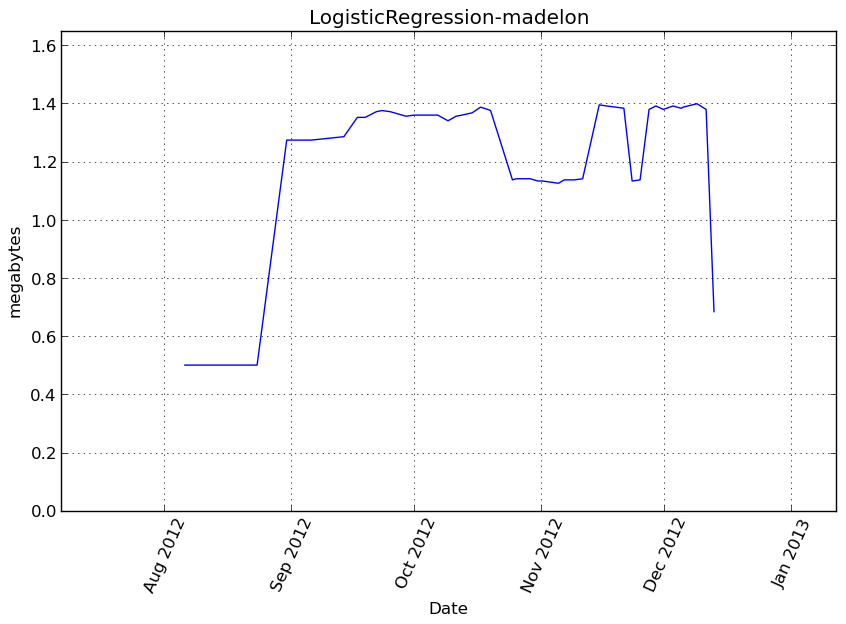 LogisticRegression-madelon
megabytes
1.6
1.4
1.2
1.0
0.8
0.6
0.4
0.2
0.0
Aug 2012
Sep 2012
Oct 2012
Nov 2012
Dec 2012
Jan 2013
Date